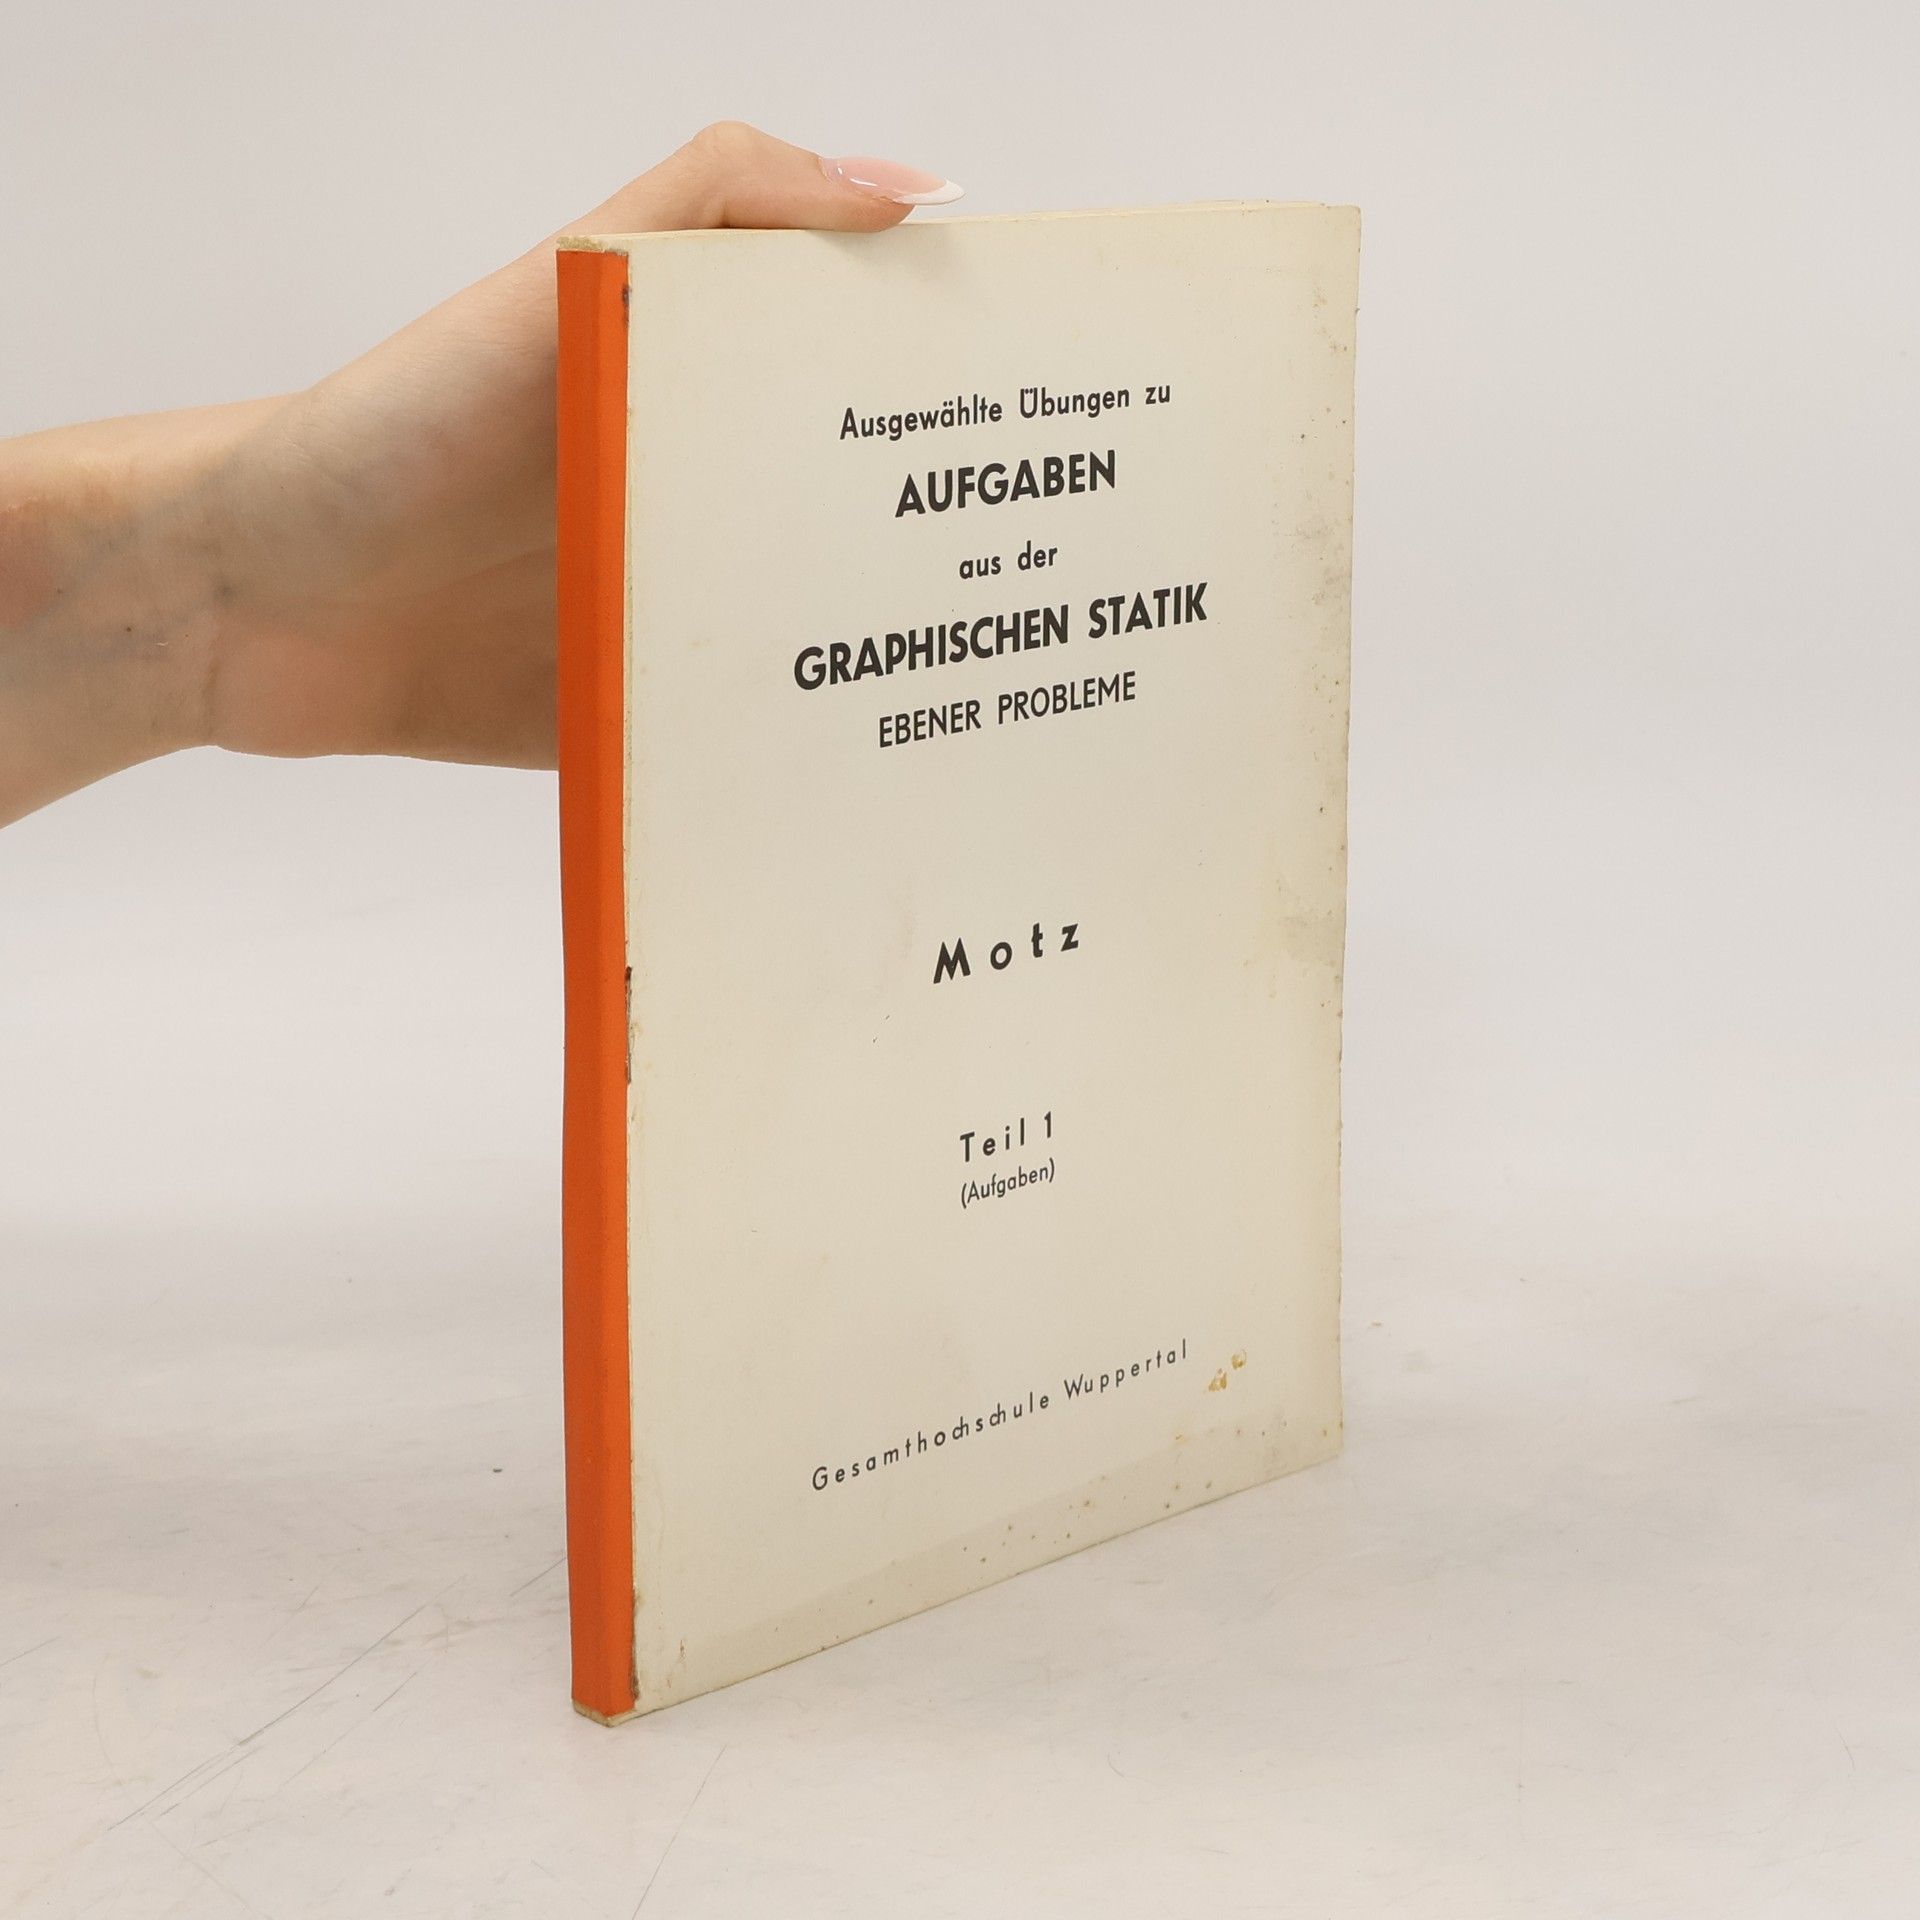 Ausgewählte Übungen zu
AUFGABEN
aus der
GRAPHISCHEN STATIK
EBENER PROBLEME
Motz
Teil 1
(Aufgaben)
Gesamthochschule Wuppertal